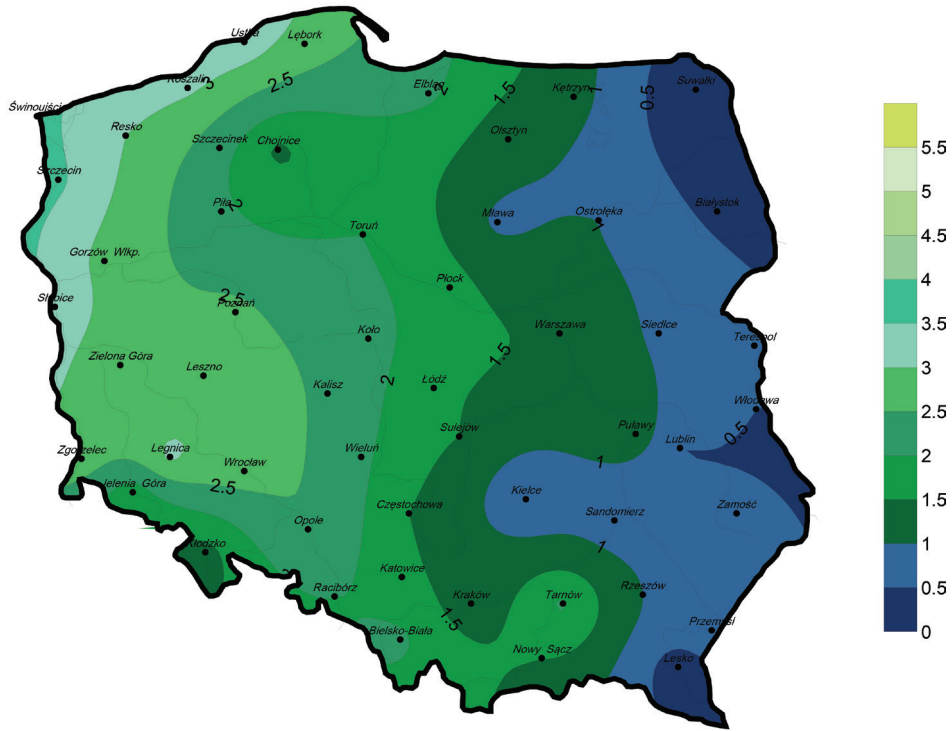 Ustka
Lębork
Koszalin
3
2.5
Elbląg
2
1.5
Kętrzyn
1
0.5
Suwałki
Świnoujście
Resko
Szczecinek
Chojnice
Olsztyn
Szczecin
Piła
2
Toruń
Mława
Ostrołęka
1
Białystok
Gorzów Wlkp.
Płock
Słubice
2.5
Poznań
Koło
Warszawa
Siedlce
Terespol
Zielona Góra
Leszno
Kalisz
2
Łódź
1.5
Włodawa
Zgorzelec
Legnica
Wrocław
Wieluń
Sulejów
Puławy
Lublin
0.5
Jelenia Góra
2.5
Częstochowa
1
Kielce
Sandomierz
Zamość
Opole
Kłodzko
2
Racibórz
Katowice
1
Kraków
Tarnów
Rzeszów
1.5
Bielsko-Biała
Nowy Sącz
Przemyśl
Lesko
5.5
5
4.5
4
3.5
3
2.5
2
1.5
1
0.5
0